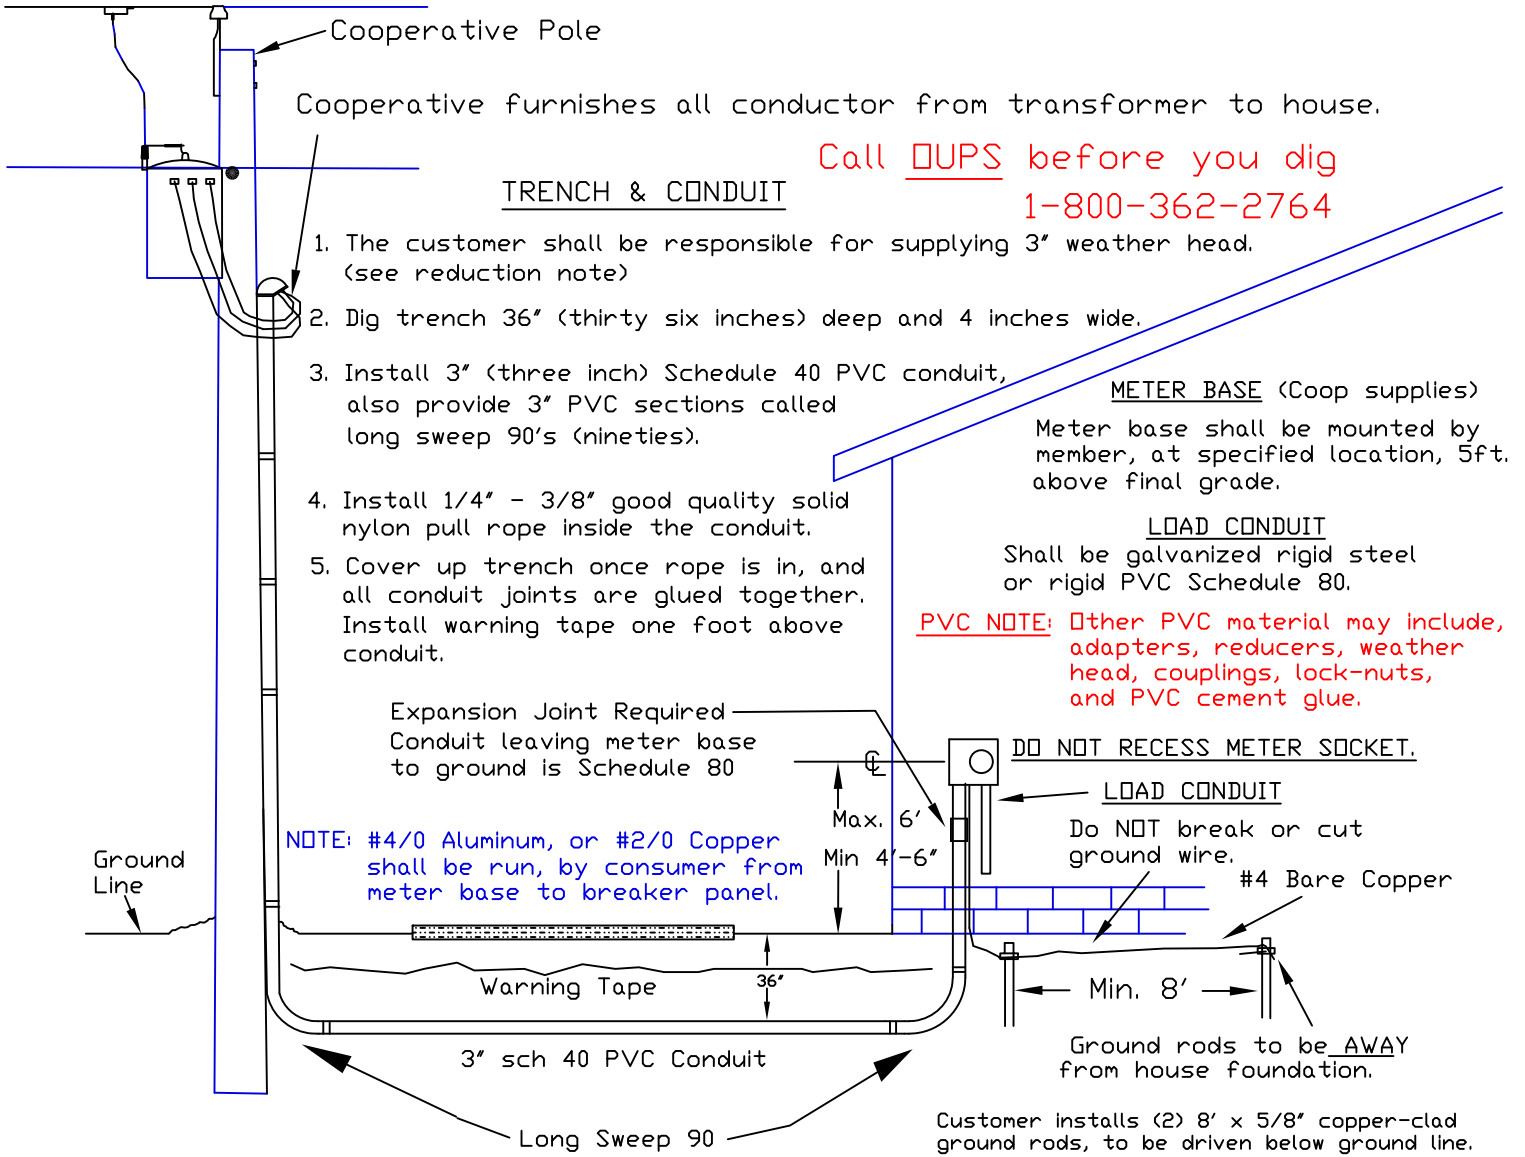 Cooperative Pole
Cooperative furnishes all conductor from transformer to house.
Call OUPS before you dig
1-800-362-2764
TRENCH & CONDUIT
1. The customer shall be responsible for supplying 3" weather head.
(see reduction note)
2. Dig trench 36" (thirty six inches) deep and 4 inches wide.
3. Install 3" (three inch) Schedule 40 PVC conduit,
also provide 3" PVC sections called
long sweep 90's (nineties).
4. Install 1/4" - 3/8" good quality solid
nylon pull rope inside the conduit.
5. Cover up trench once rope is in, and
all conduit joints are glued together.
Install warning tape one foot above
conduit.
METER BASE (Coop supplies)
Meter base shall be mounted by
member, at specified location, 5ft.
above final grade.
LOAD CONDUIT
Shall be galvanized rigid steel
or rigid PVC Schedule 80.
PVC NOTE: Other PVC material may include,
adapters, reducers, weather
head, couplings, lock-nuts,
and PVC cement glue.
Expansion Joint Required
Conduit leaving meter base
to ground is Schedule 80
CL
DO NOT RECESS METER SOCKET.
LOAD CONDUIT
Max. 6'
Min 4'-6"
Do NOT break or cut
ground wire.
#4 Bare Copper
NOTE: #4/0 Aluminum, or #2/0 Copper
shall be run, by consumer from
meter base to breaker panel.
Ground
Line
Warning Tape
36"
Min. 8'
3" sch 40 PVC Conduit
Ground rods to be AWAY
from house foundation.
Long Sweep 90
Customer installs (2) 8' x 5/8" copper-clad
ground rods, to be driven below ground line.